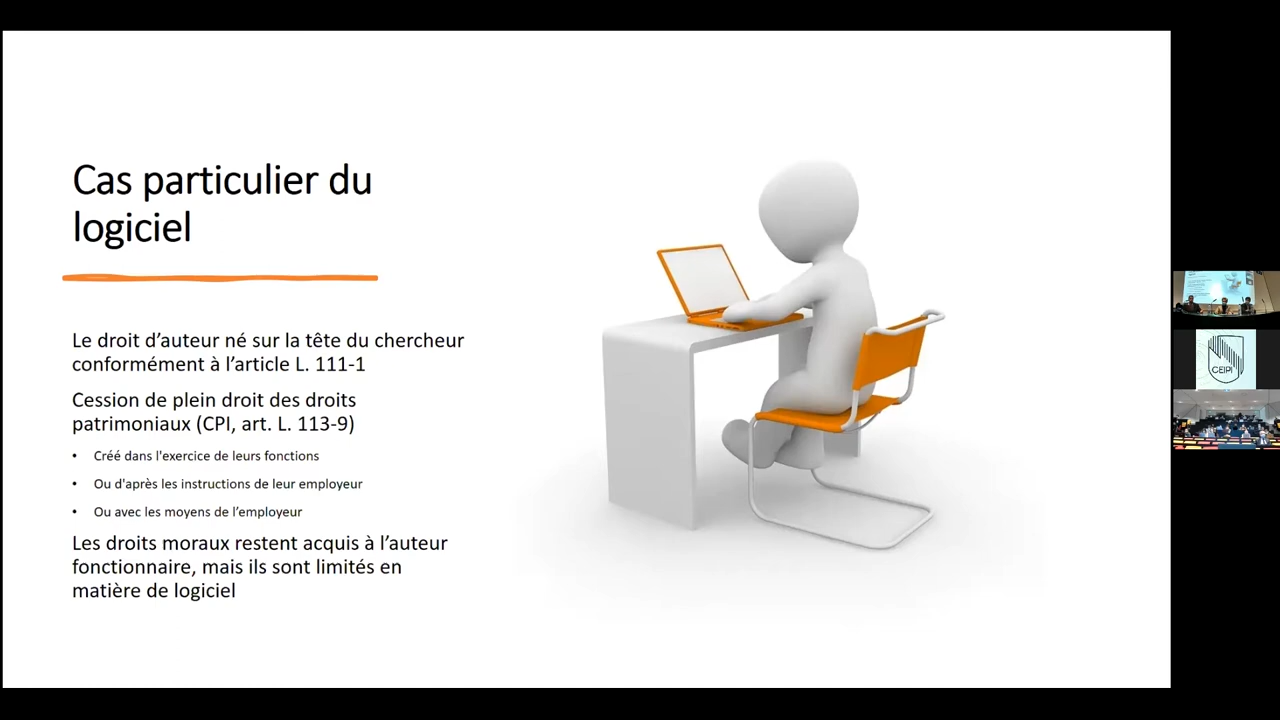 Cas particulier du
logiciel
Le droit d’auteur né sur la tête du chercheur
conformément à l’article L. 111-1
Cession de plein droit des droits
patrimoniaux (CPI, art. L. 113-9)
• Créé dans l'exercice de leurs fonctions
• Ou d'après les instructions de leur employeur
• Ou avec les moyens de l’employeur
Les droits moraux restent acquis à l’auteur
fonctionnaire, mais ils sont limités en
matière de logiciel
CEIPI